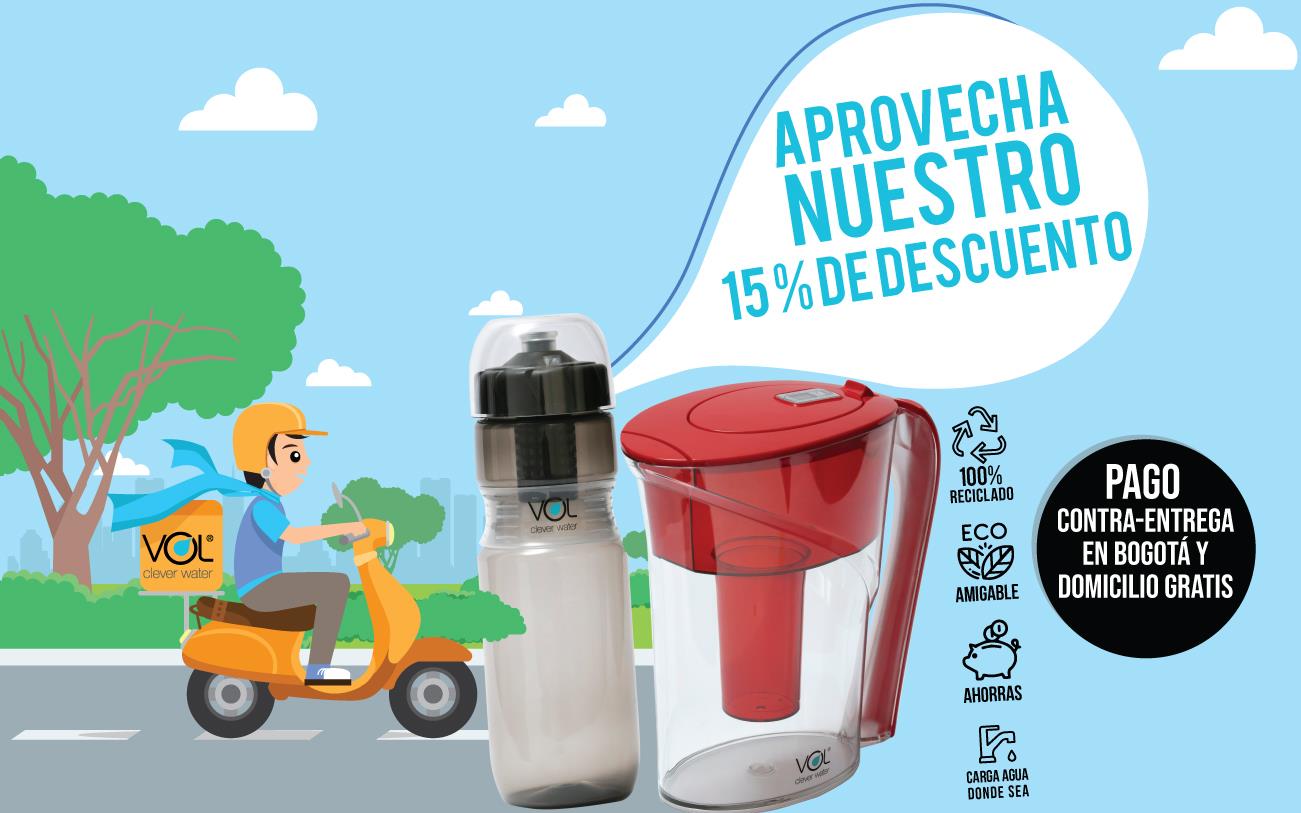 APROVECHA
NUESTRO
15% DE DESCUENTO
VOL®
clever water
VOL
clever water
VOL®
clever water
100%
RECICLADO
ECO
AMIGABLE
AHORRAS
CARGA AGUA
DONDE SEA
PAGO
CONTRA-ENTREGA
EN BOGOTÁ Y
DOMICILIO GRATIS